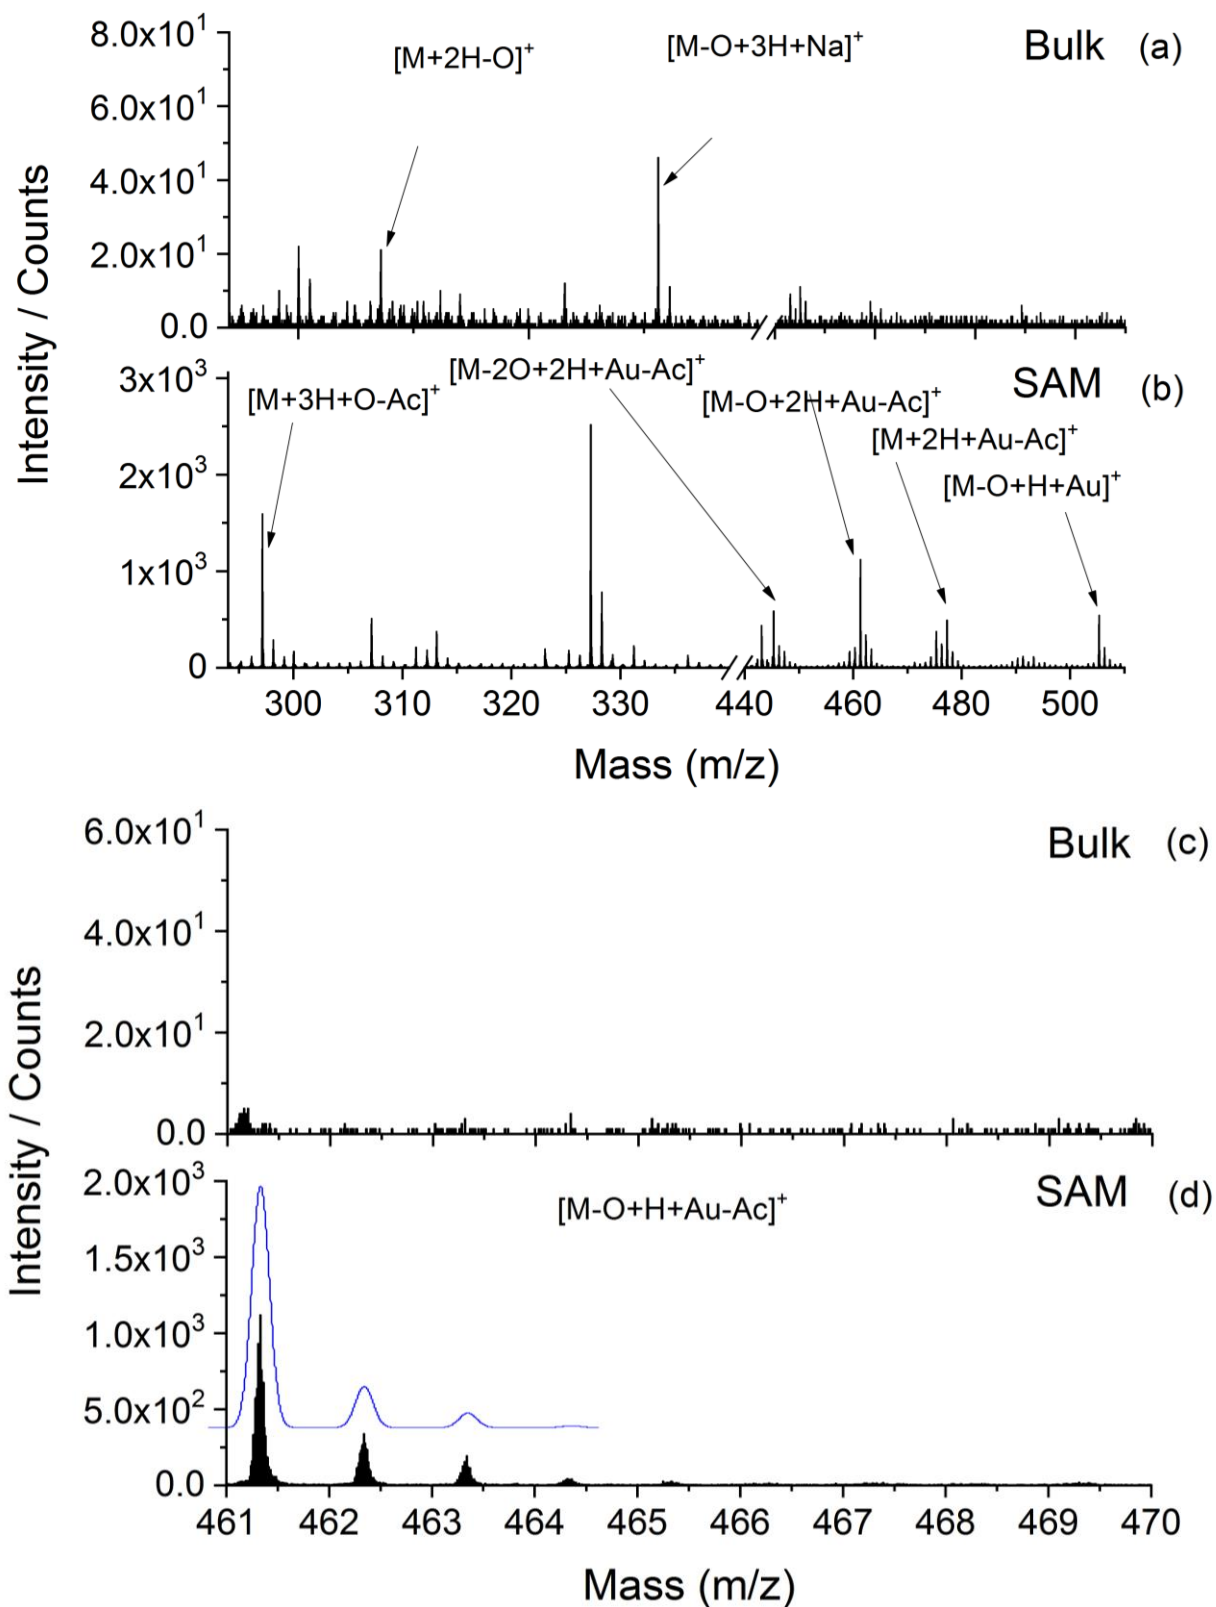 Intensity / Counts
8.0x10¹
6.0x10¹
4.0x10¹
2.0x10¹
0.0
[M+2H-O]⁺
[M-O+3H+Na]⁺
Bulk (a)
3x10³
2x10³
1x10³
0
[M+3H+O-Ac]⁺
[M-2O+2H+Au-Ac]⁺
[M-O+2H+Au-Ac]⁺
[M+2H+Au-Ac]⁺
[M-O+H+Au]⁺
SAM (b)
300 310 320 330 440 460 480 500
Mass (m/z)
Intensity / Counts
6.0x10¹
4.0x10¹
2.0x10¹
0.0
Bulk (c)
2.0x10³
1.5x10³
1.0x10³
5.0x10²
0.0
[M-O+H+Au-Ac]⁺
SAM (d)
461 462 463 464 465 466 467 468 469 470
Mass (m/z)